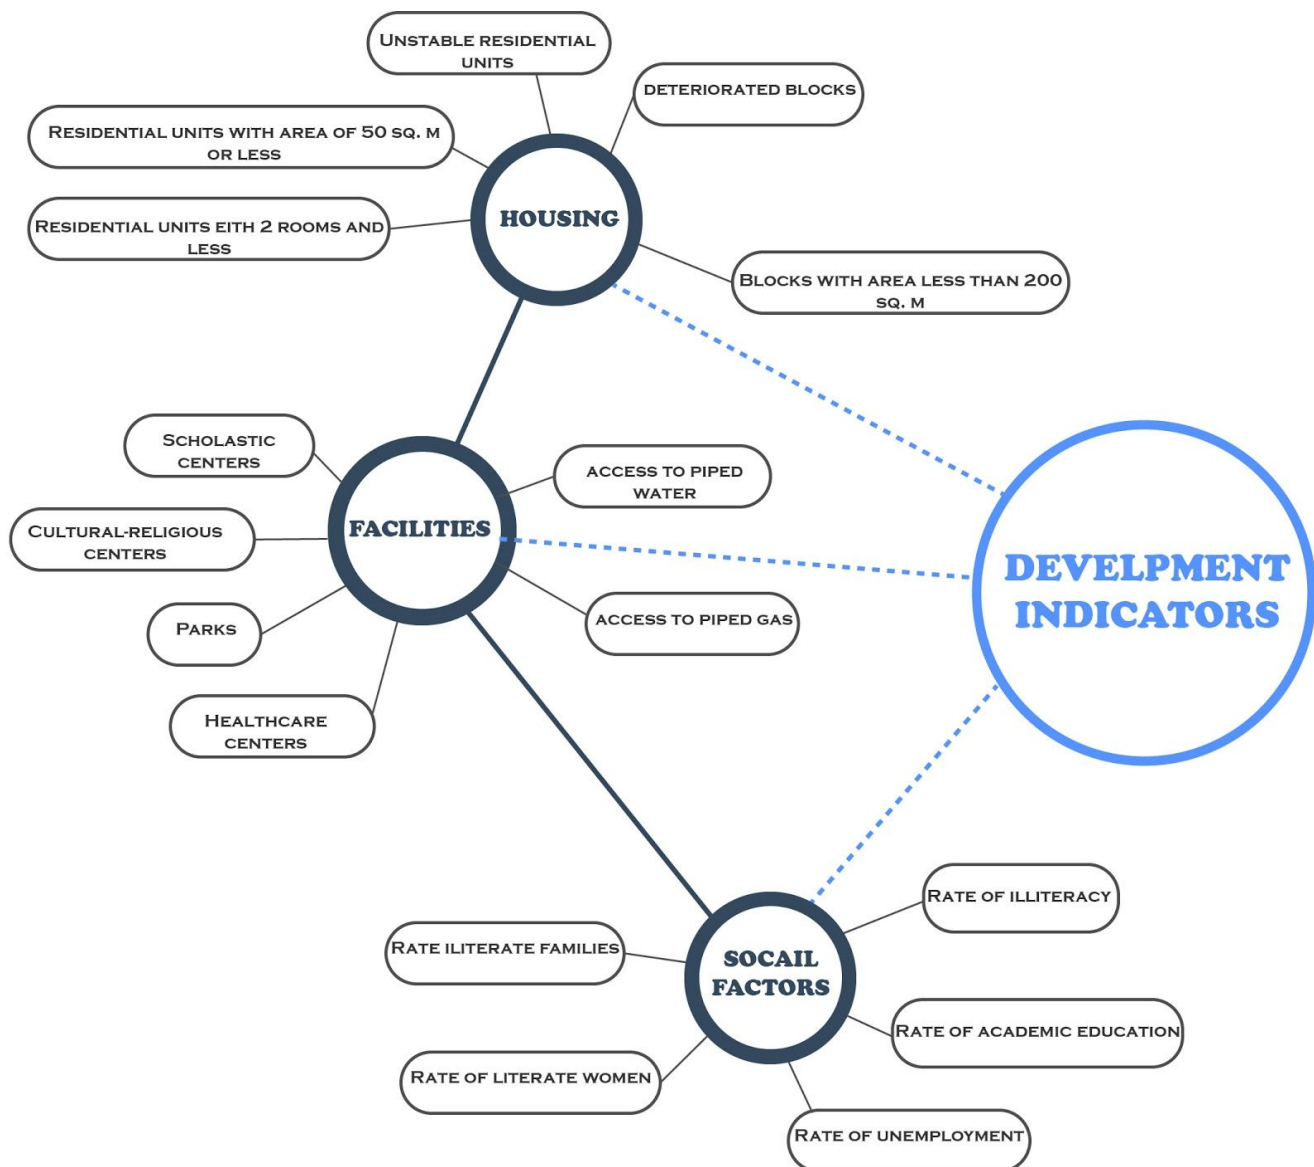 Unstable residential
units
deteriorated blocks
Residential units with area of 50 sq. m
or less
Residential units eith 2 rooms and
less
HOUSING
Blocks with area less than 200
sq. m
Scholastic
centers
access to piped
water
Cultural-religious
centers
FACILITIES
DEVELPMENT
INDICATORS
Parks
access to piped gas
Healthcare
centers
Rate of illiteracy
Rate iliterate families
SOCAIL
FACTORS
Rate of academic education
Rate of literate women
Rate of unemployment